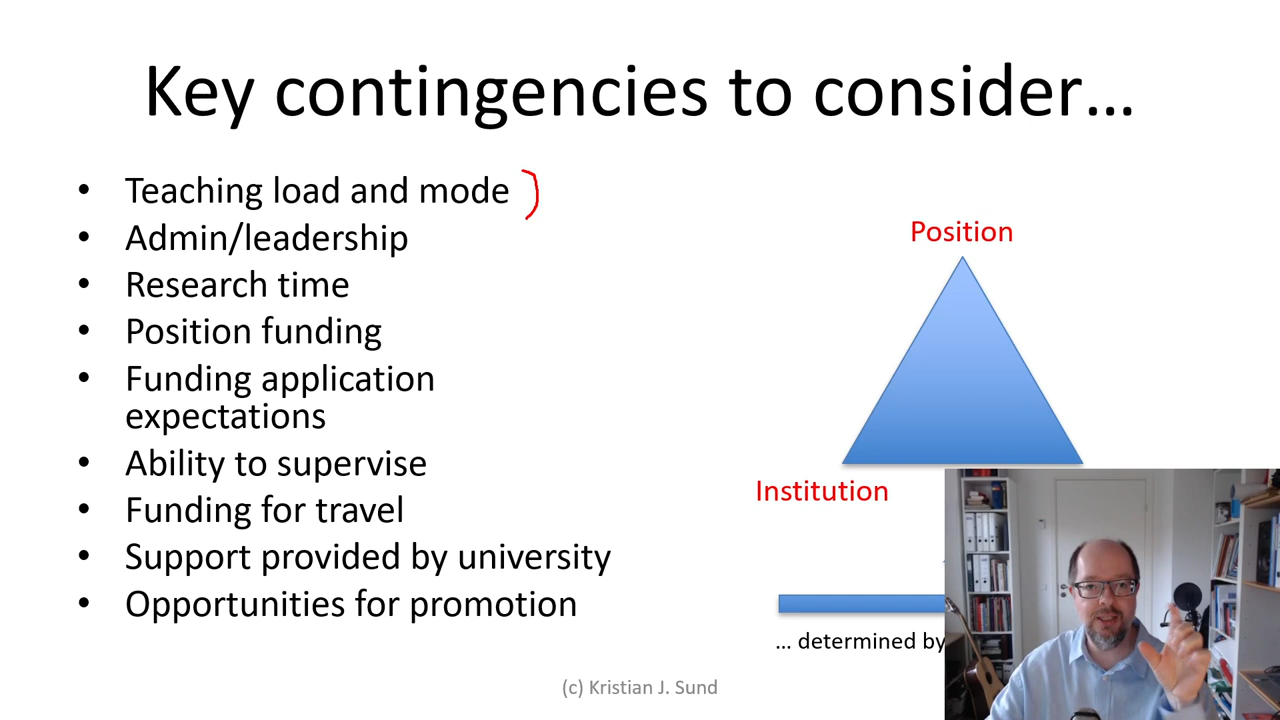 Key contingencies to consider…
• Teaching load and mode
• Admin/leadership
• Research time
• Position funding
• Funding application
expectations
• Ability to supervise
• Funding for travel
• Support provided by university
• Opportunities for promotion
Position
Institution
… determined by
(c) Kristian J. Sund